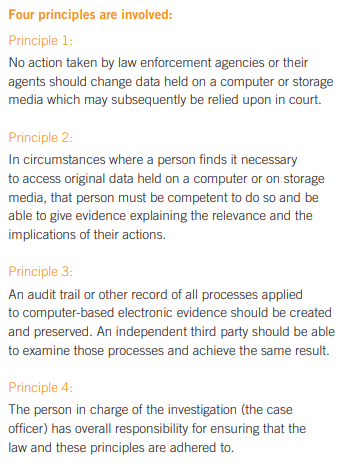 Four principles are involved:
Principle 1:
No action taken by law enforcement agencies or their
agents should change data held on a computer or storage
media which may subsequently be relied upon in court.
Principle 2:
In circumstances where a person finds it necessary
to access original data held on a computer or on storage
media, that person must be competent to do so and be
able to give evidence explaining the relevance and the
implications of their actions.
Principle 3:
An audit trail or other record of all processes applied
to computer-based electronic evidence should be created
and preserved. An independent third party should be able
to examine those processes and achieve the same result.
Principle 4:
The person in charge of the investigation (the case
officer) has overall responsibility for ensuring that the
law and these principles are adhered to.